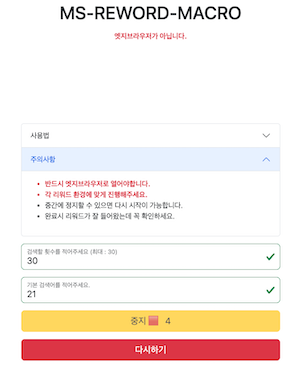 MS-REWORD-MACRO
엣지브라우저가 아닙니다.
사용법
주의사항
반드시 엣지브라우저로 열어야합니다.
각 리워드 환경에 맞게 진행해주세요.
중간에 정지할 수 있으면 다시 시작이 가능합니다.
완료시 리워드가 잘 들어왔는데 꼭 확인하세요.
검색할 횟수를 적어주세요 (최대 : 30)
30
기본 검색어를 적어주세요.
21
중지 🟥 4
다시하기